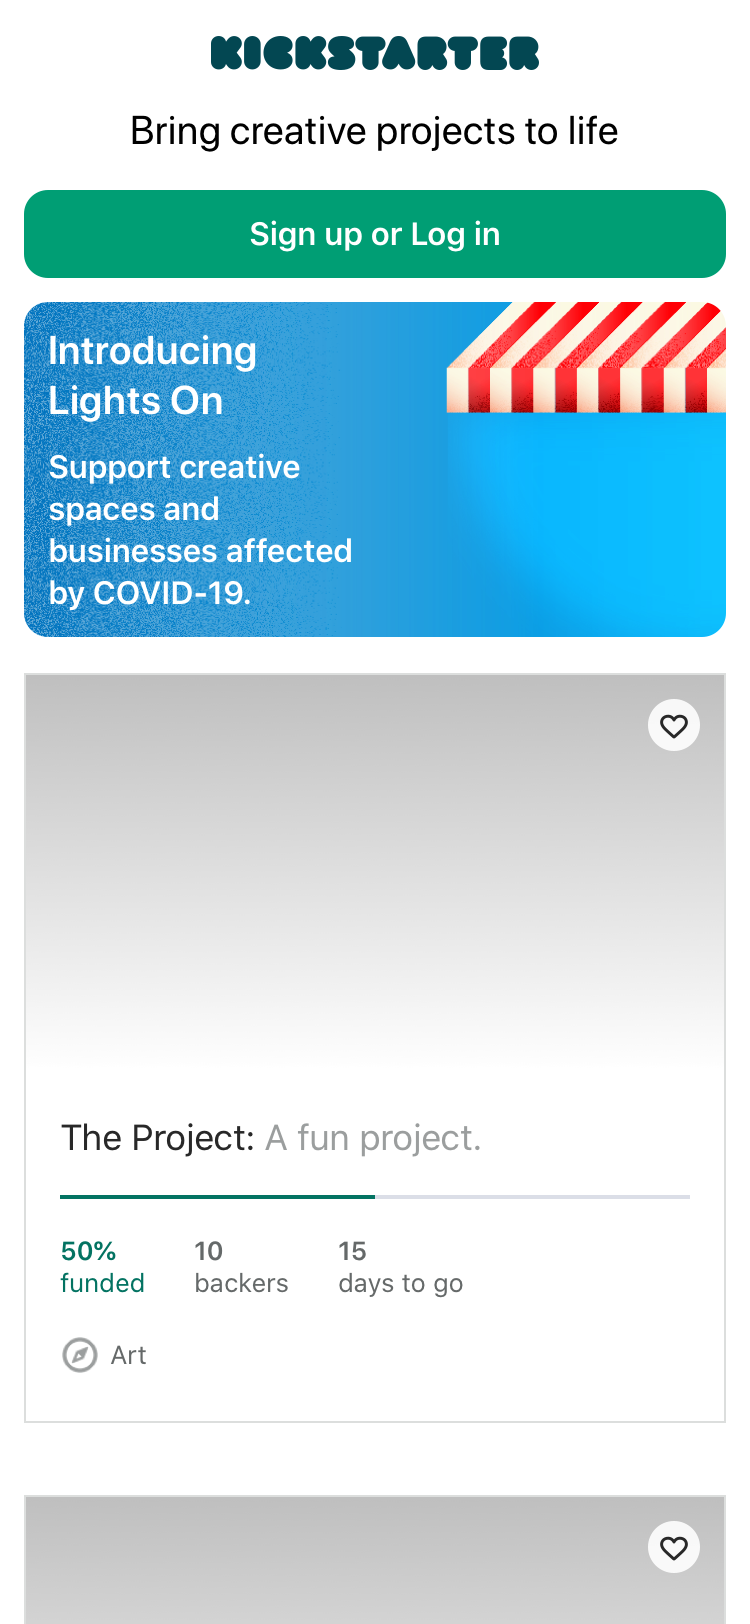 KICKSTARTER
Bring creative projects to life
Sign up or Log in
Introducing
Lights On
Support creative
spaces and
businesses affected
by COVID-19.
The Project: A fun project.
50%
funded
10
backers
15
days to go
Art